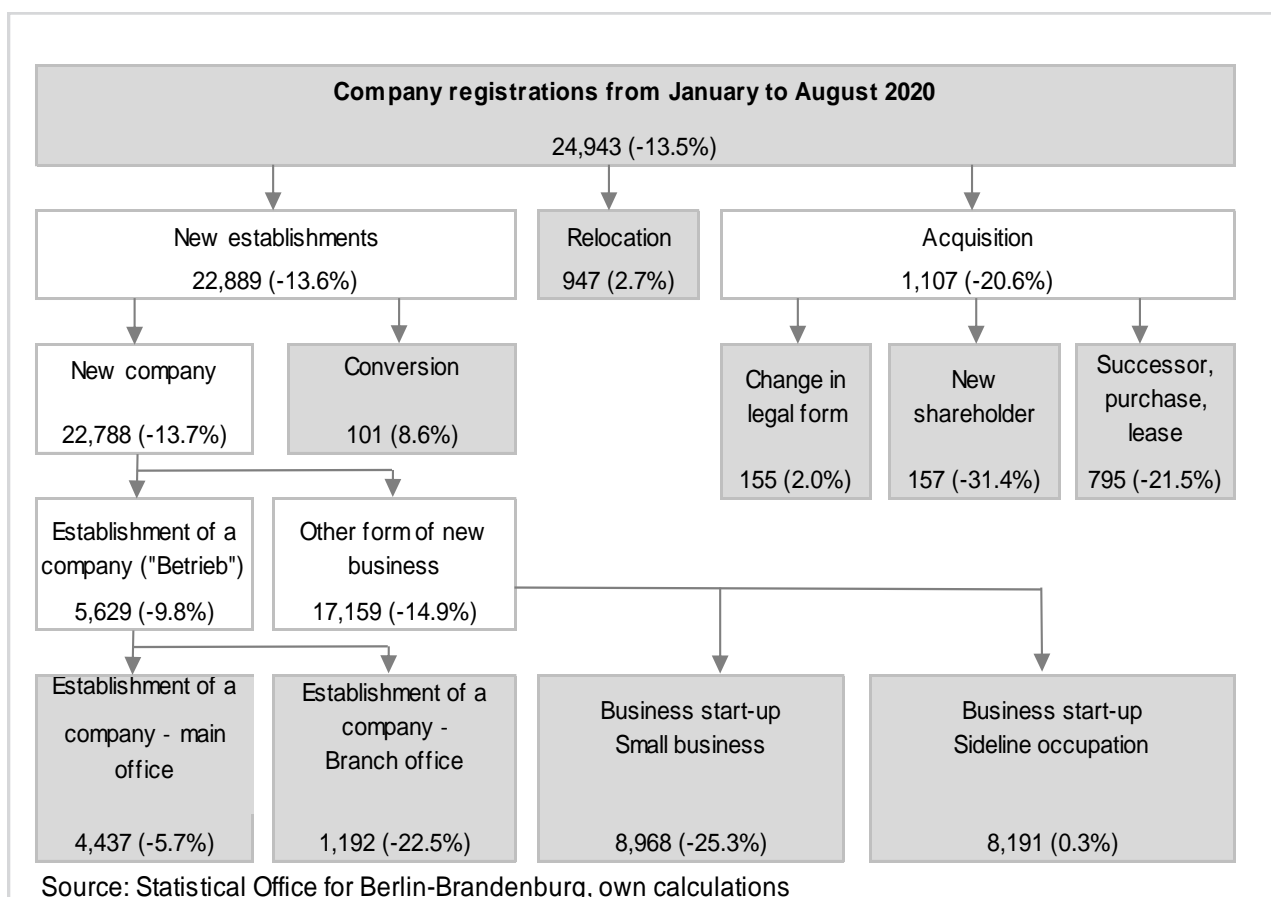 Company registrations from January to August 2020
24,943 (-13.5%)
New establishments
22,889 (-13.6%)
Relocation
947 (2.7%)
Acquisition
1,107 (-20.6%)
New company
22,788 (-13.7%)
Conversion
101 (8.6%)
Change in
legal form
155 (2.0%)
New
shareholder
157 (-31.4%)
Successor,
purchase,
lease
795 (-21.5%)
Establishment of a
company ("Betrieb")
5,629 (-9.8%)
Other form of new
business
17,159 (-14.9%)
Establishment of a
company - main
office
4,437 (-5.7%)
Establishment of a
company -
Branch office
1,192 (-22.5%)
Business start-up
Small business
8,968 (-25.3%)
Business start-up
Sideline occupation
8,191 (0.3%)
Source: Statistical Office for Berlin-Brandenburg, own calculations